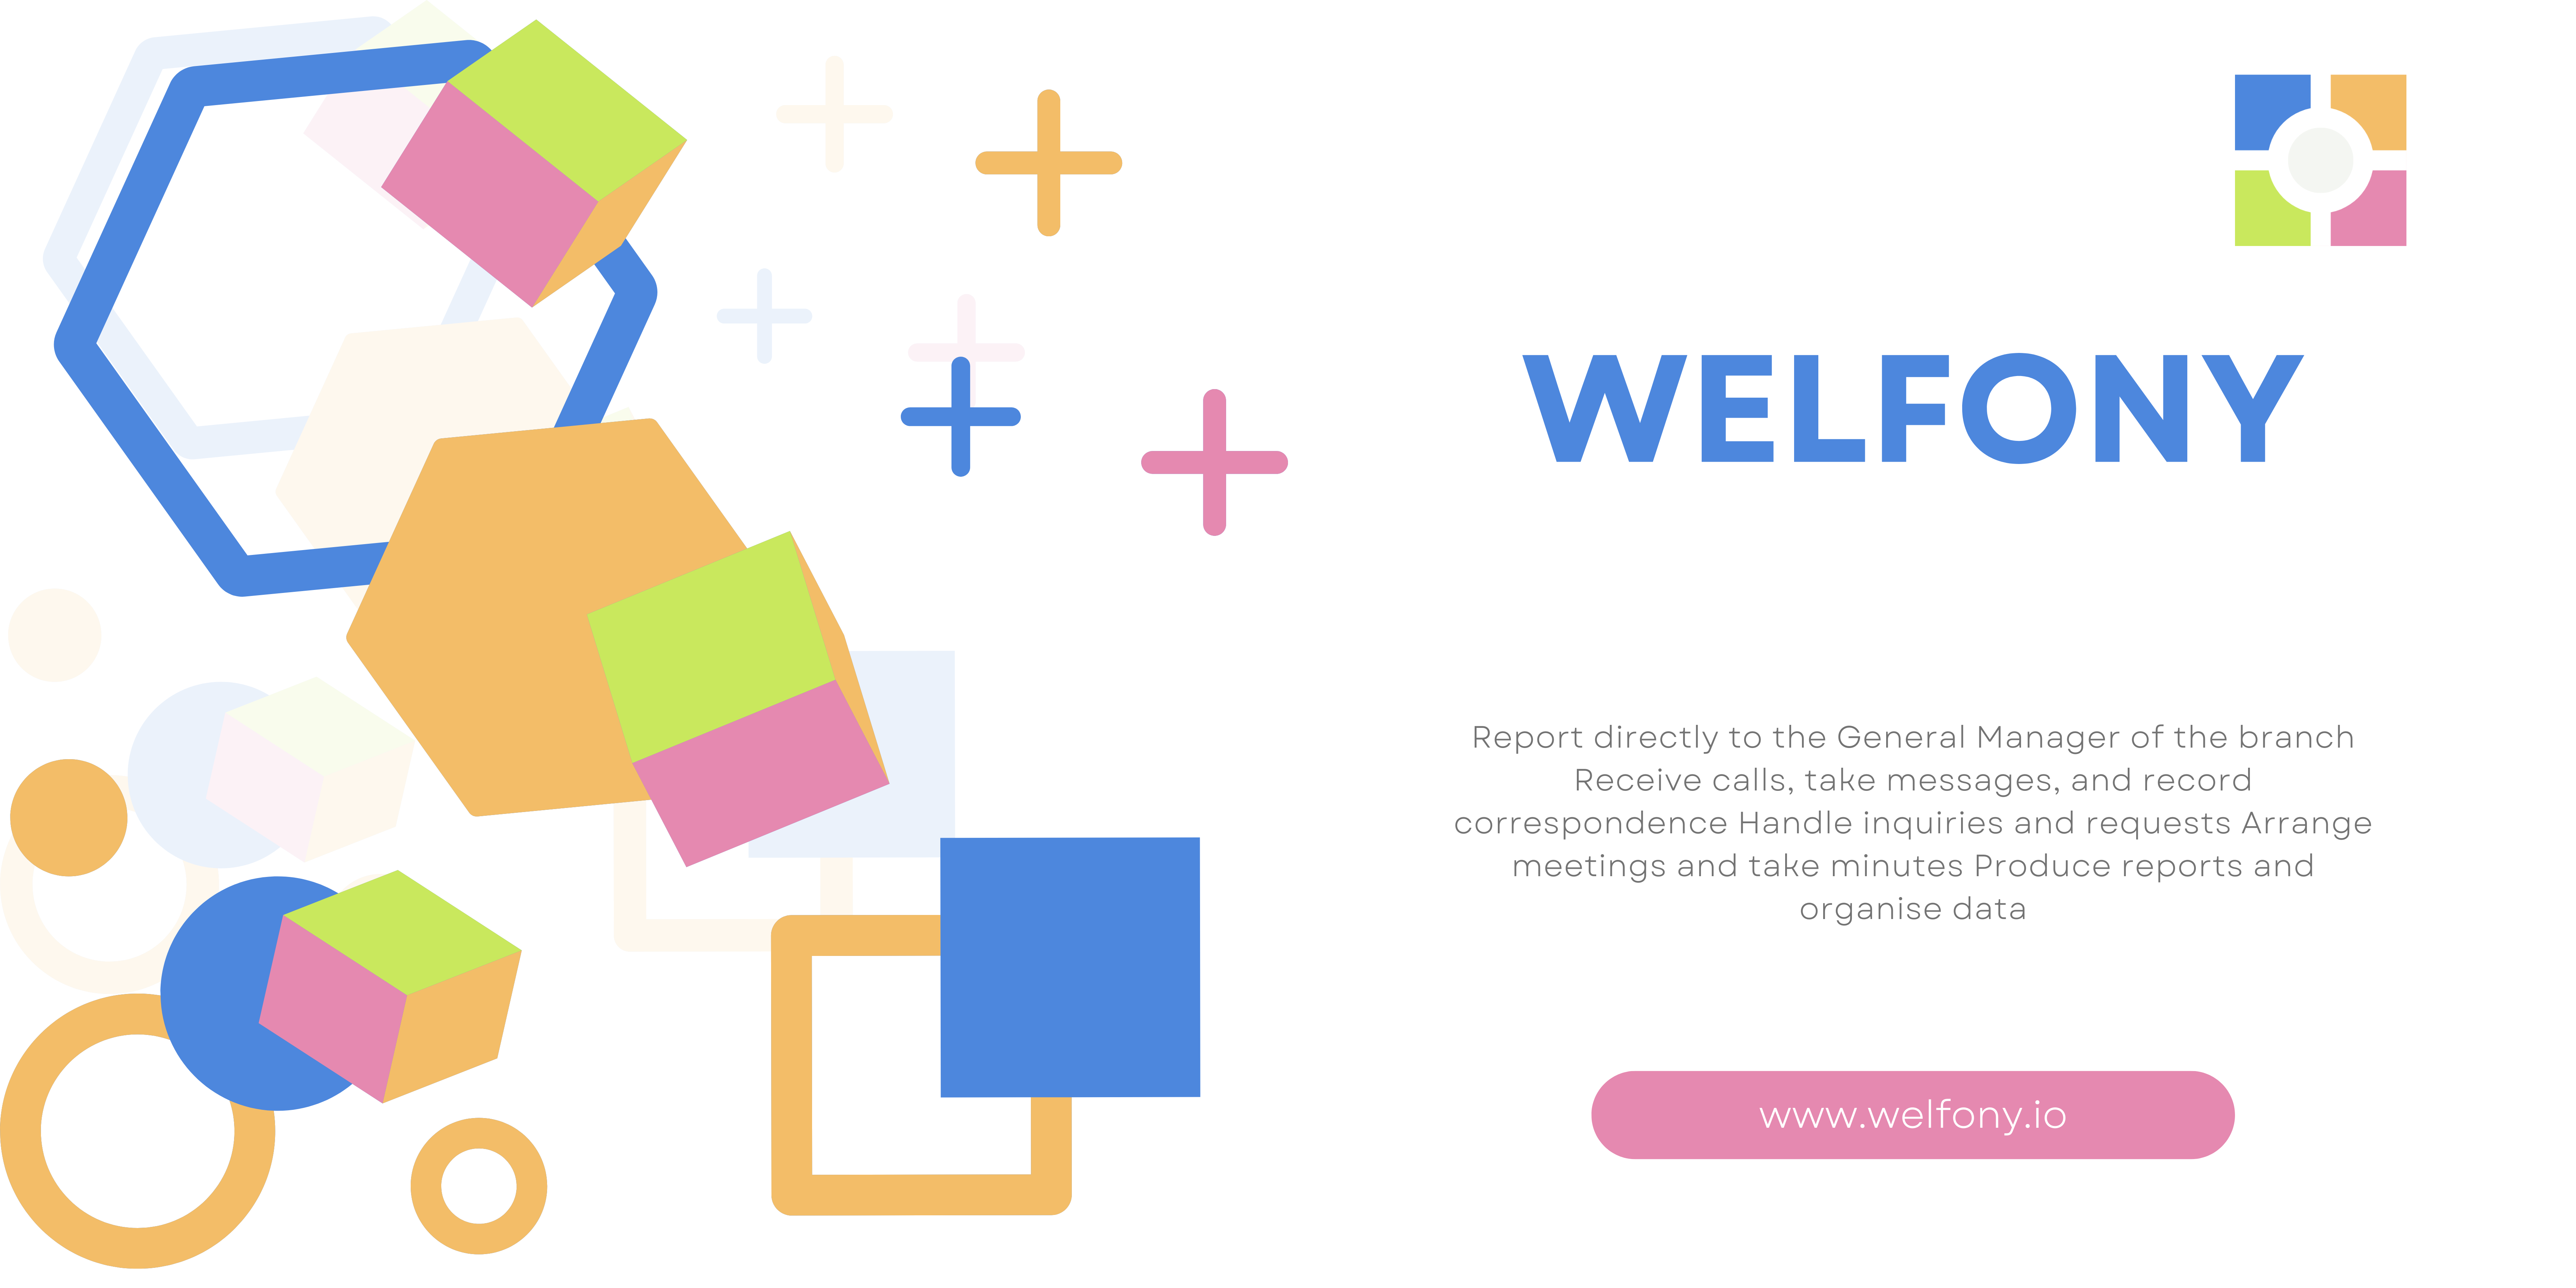 WELFONY
Report directly to the General Manager of the branch
Receive calls, take messages, and record
correspondence Handle inquiries and requests Arrange
meetings and take minutes Produce reports and
organise data
www.welfony.io